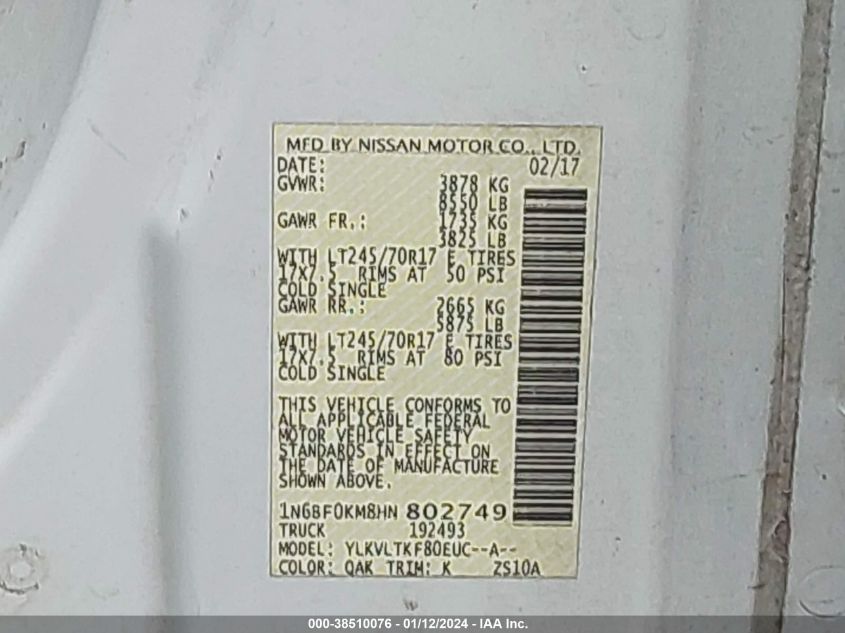 MFD BY NISSAN MOTOR CO., LTD.
DATE: 02/17
GVWR: 3878 KG
8550 LB
GAWR FR.: 1735 KG
3825 LB
WITH LT245/70R17 E TIRES
17X7.5 RIMS AT 50 PSI
COLD SINGLE
GAWR RR.: 2665 KG
5875 LB
WITH LT245/70R17 E TIRES
17X7.5 RIMS AT 80 PSI
COLD SINGLE
THIS VEHICLE CONFORMS TO
ALL APPLICABLE FEDERAL
MOTOR VEHICLE SAFETY
STANDARDS IN EFFECT ON
THE DATE OF MANUFACTURE
SHOWN ABOVE.
1N6BF0KM8HN 802749
TRUCK 192493
MODEL: YLKVLTKF80EUC--A--
COLOR: QAK TRIM: K ZS10A
000-38510076 - 01/12/2024 - IAA Inc.